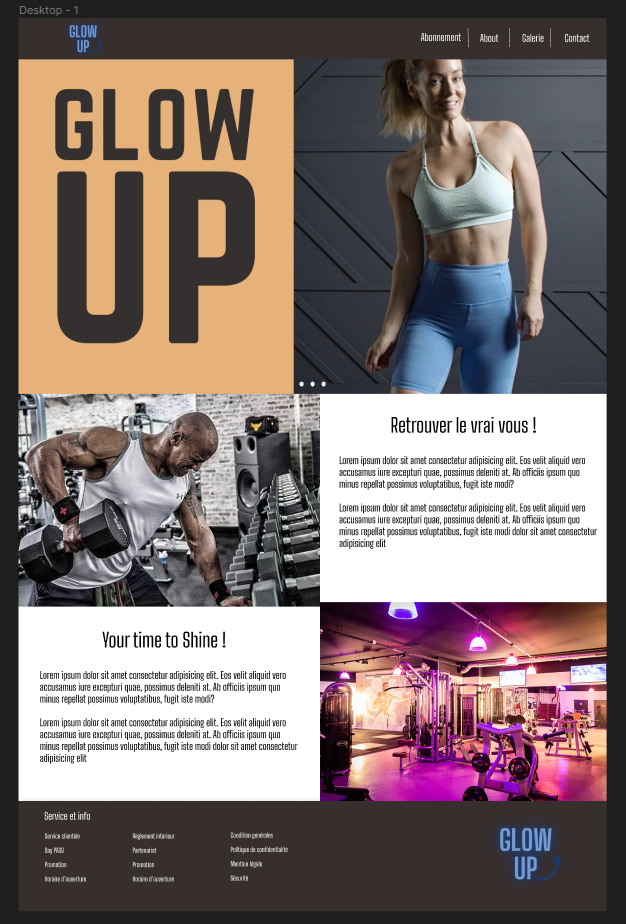 Desktop - 1
GLOW
UP
Abonnement
About
Galerie
Contact
GLOW
UP
Retrouver le vrai vous !
Lorem ipsum dolor sit amet consectetur adipisicing elit. Eos velit aliquid vero
accusamus iure excepturi quae, possimus deleniti at. Ab officiis ipsum quo
minus repellat possimus voluptatibus, fugit iste modi?
Lorem ipsum dolor sit amet consectetur adipisicing elit. Eos velit aliquid vero
accusamus iure excepturi quae, possimus deleniti at. Ab officiis ipsum quo
minus repellat possimus voluptatibus, fugit iste modi dolor sit amet consectetur
adipisicing elit
Your time to Shine !
Lorem ipsum dolor sit amet consectetur adipisicing elit. Eos velit aliquid vero
accusamus iure excepturi quae, possimus deleniti at. Ab officiis ipsum quo
minus repellat possimus voluptatibus, fugit iste modi?
Lorem ipsum dolor sit amet consectetur adipisicing elit. Eos velit aliquid vero
accusamus iure excepturi quae, possimus deleniti at. Ab officiis ipsum quo
minus repellat possimus voluptatibus, fugit iste modi dolor sit amet consectetur
adipisicing elit
Service et info
Service clientèle
Day PASS
Promotion
Horaire d'ouverture
Règlement intérieur
Partenariat
Promotion
Horaire d'ouverture
Condition générales
Politique de confidentialité
Mention légale
Sécurité
GLOW
UP